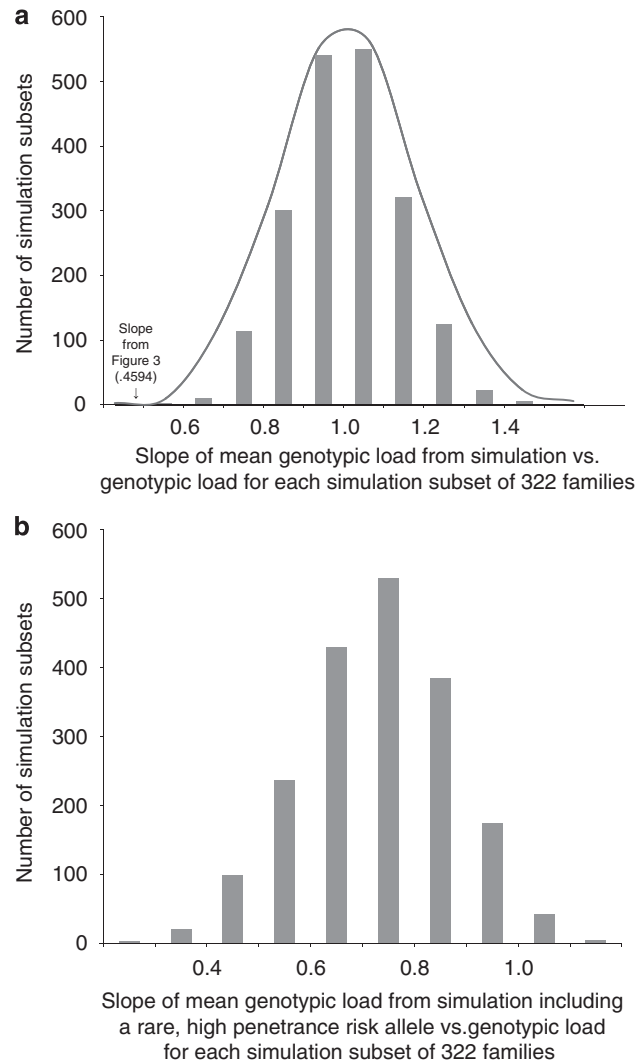 a
600
500
400
300
200
100
0
Number of simulation subsets
Slope
from
Figure 3
(.4594)
↓
0.6 0.8 1.0 1.2 1.4
Slope of mean genotypic load from simulation vs.
genotypic load for each simulation subset of 322 families
b
600
500
400
300
200
100
0
Number of simulation subsets
0.4 0.6 0.8 1.0
Slope of mean genotypic load from simulation including
a rare, high penetrance risk allele vs.genotypic load
for each simulation subset of 322 families